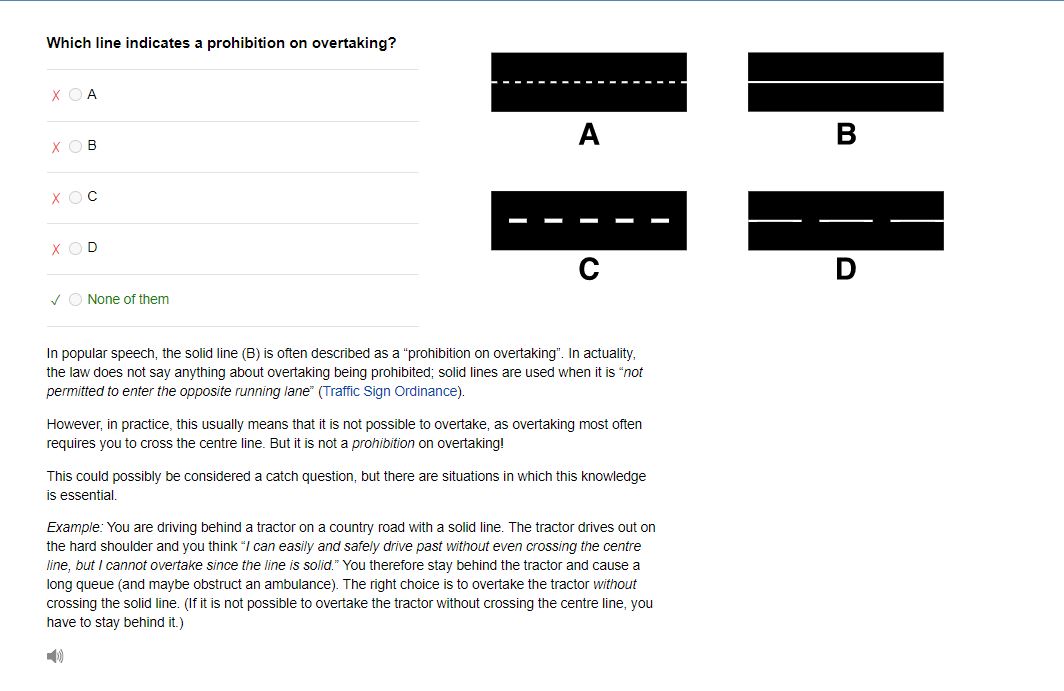 Which line indicates a prohibition on overtaking?
X A
X B
X C
X D
✓ None of them
A
B
C
D
In popular speech, the solid line (B) is often described as a “prohibition on overtaking”. In actuality,
the law does not say anything about overtaking being prohibited; solid lines are used when it is “not
permitted to enter the opposite running lane” (Traffic Sign Ordinance).
However, in practice, this usually means that it is not possible to overtake, as overtaking most often
requires you to cross the centre line. But it is not a prohibition on overtaking!
This could possibly be considered a catch question, but there are situations in which this knowledge
is essential.
Example: You are driving behind a tractor on a country road with a solid line. The tractor drives out on
the hard shoulder and you think “I can easily and safely drive past without even crossing the centre
line, but I cannot overtake since the line is solid.” You therefore stay behind the tractor and cause a
long queue (and maybe obstruct an ambulance). The right choice is to overtake the tractor without
crossing the solid line. (If it is not possible to overtake the tractor without crossing the centre line, you
have to stay behind it.)